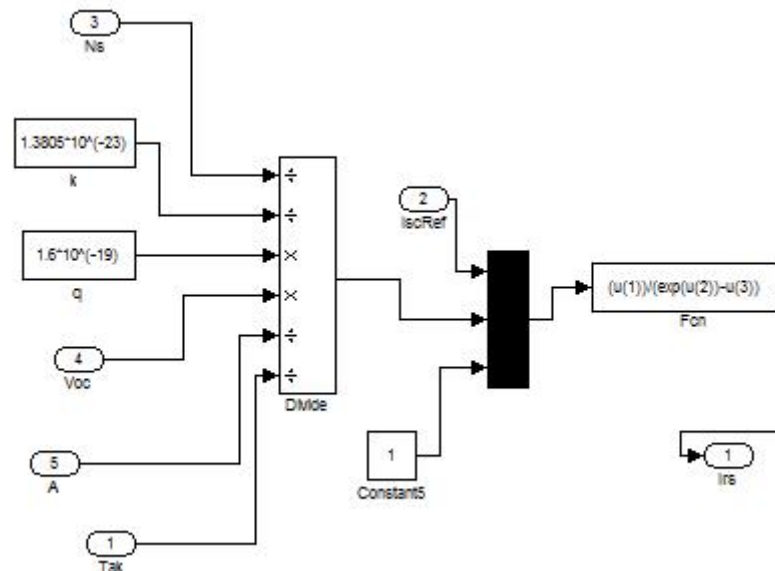 3
Ns
1.3805*10^(-23)
k
1.6*10^(-19)
q
4
Voc
5
A
1
Tak
÷
÷
×
×
÷
÷
Divide
2
IscRef
1
Constant5
(u(1))/(exp(u(2))-u(3))
Fcn
1
Irs